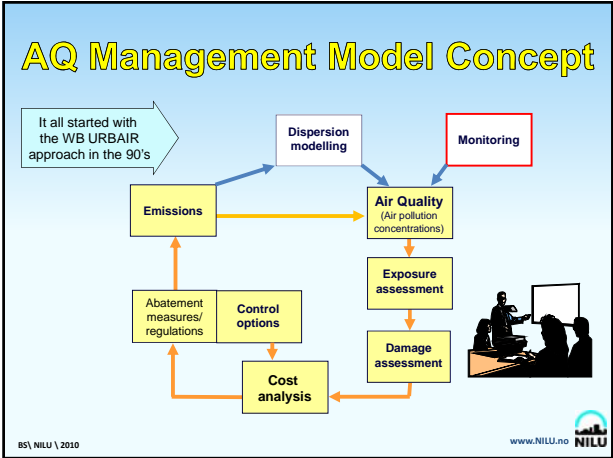 AQ Management Model Concept
It all started with
the WB URBAIR
approach in the 90's
Dispersion
modelling
Monitoring
Emissions
Air Quality
(Air pollution
concentrations)
Exposure
assessment
Abatement
measures/
regulations
Control
options
Damage
assessment
Cost
analysis
BS\ NILU \ 2010
www.NILU.no
NILU